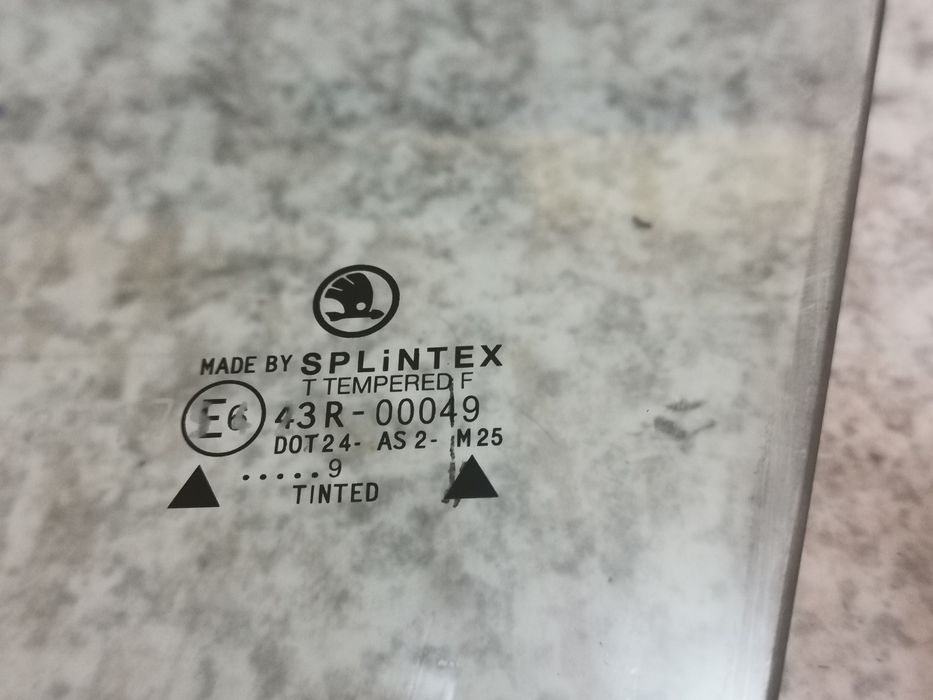 MADE BY SPLiNTEX
T TEMPERED F
E6 43R-00049
DOT24- AS2- M25
.....9
TINTED